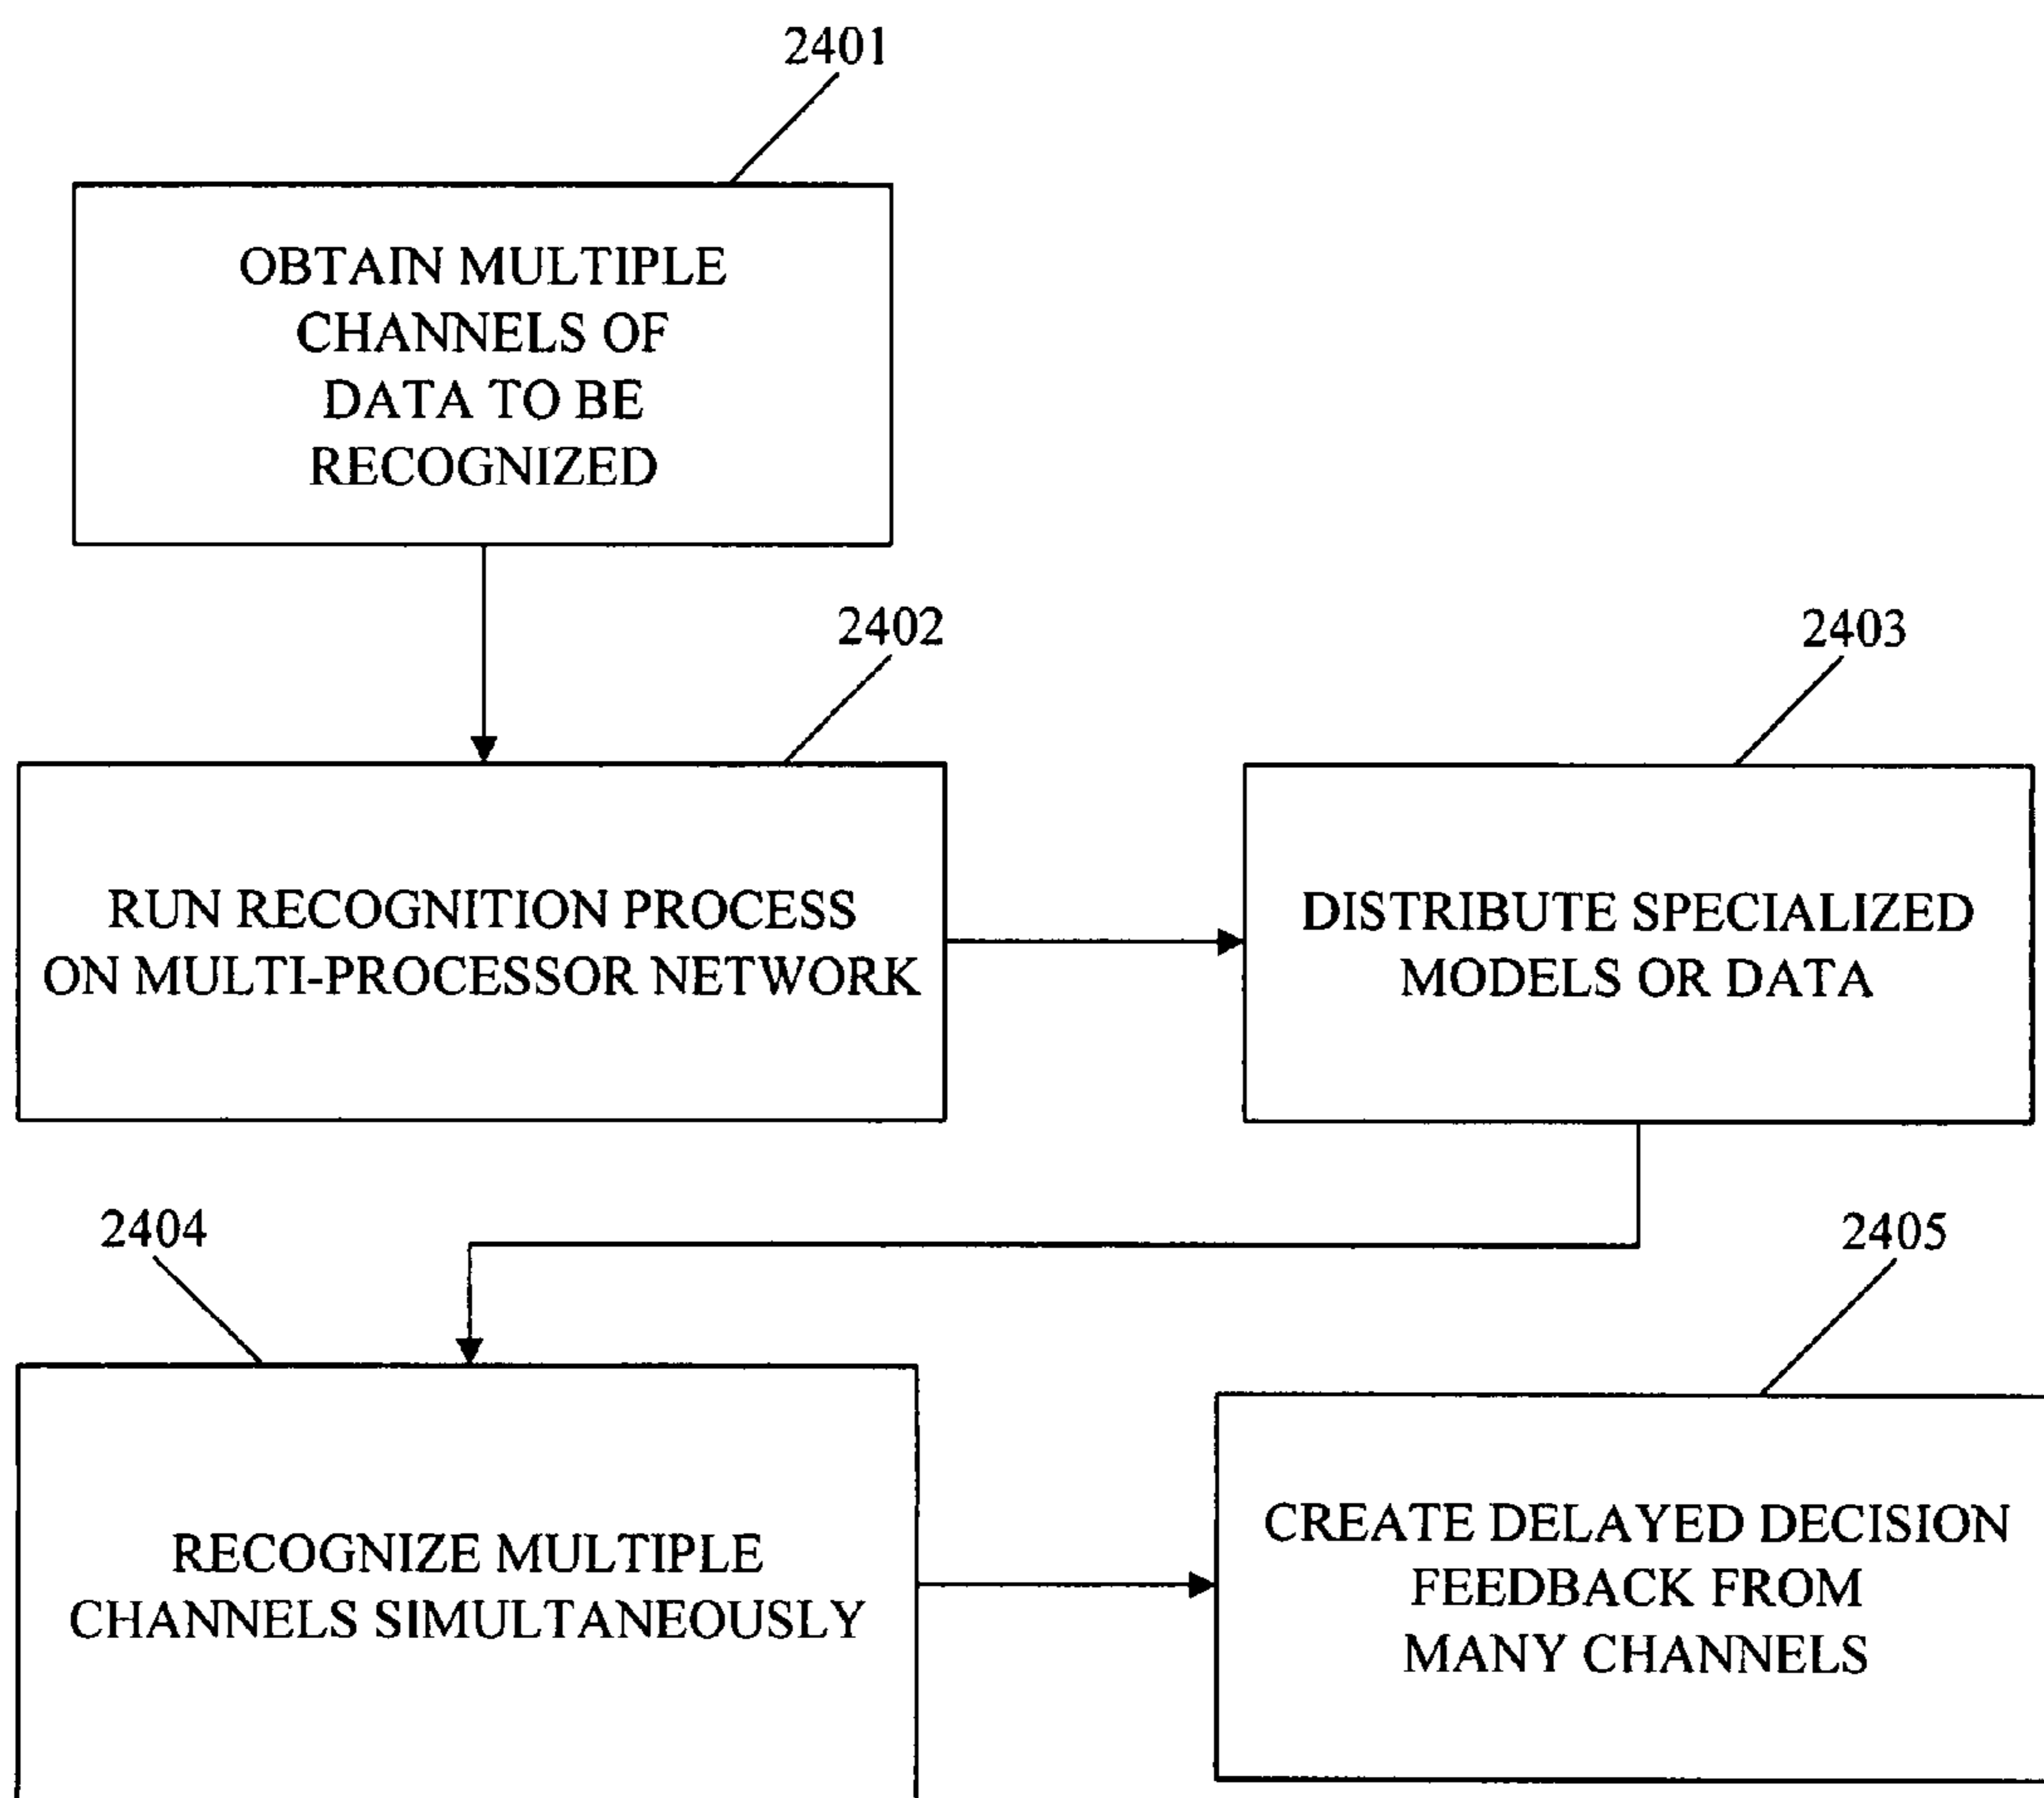 2401
OBTAIN MULTIPLE
CHANNELS OF
DATA TO BE
RECOGNIZED
2402
RUN RECOGNITION PROCESS
ON MULTI-PROCESSOR NETWORK
2403
DISTRIBUTE SPECIALIZED
MODELS OR DATA
2404
RECOGNIZE MULTIPLE
CHANNELS SIMULTANEOUSLY
2405
CREATE DELAYED DECISION
FEEDBACK FROM
MANY CHANNELS